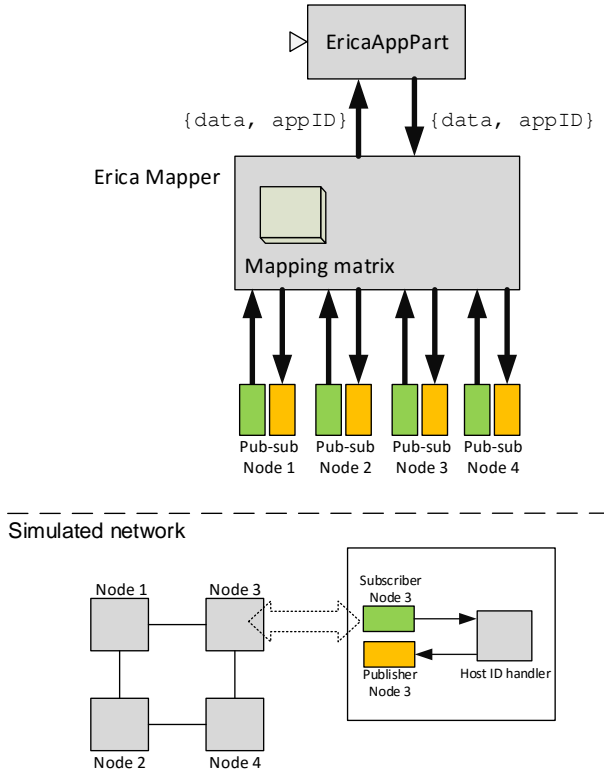 EricaAppPart
{data, appID}
{data, appID}
Erica Mapper
Mapping matrix
Pub-sub
Node 1
Pub-sub
Node 2
Pub-sub
Node 3
Pub-sub
Node 4
Simulated network
Node 1
Node 3
Node 2
Node 4
Subscriber
Node 3
Publisher
Node 3
Host ID handler